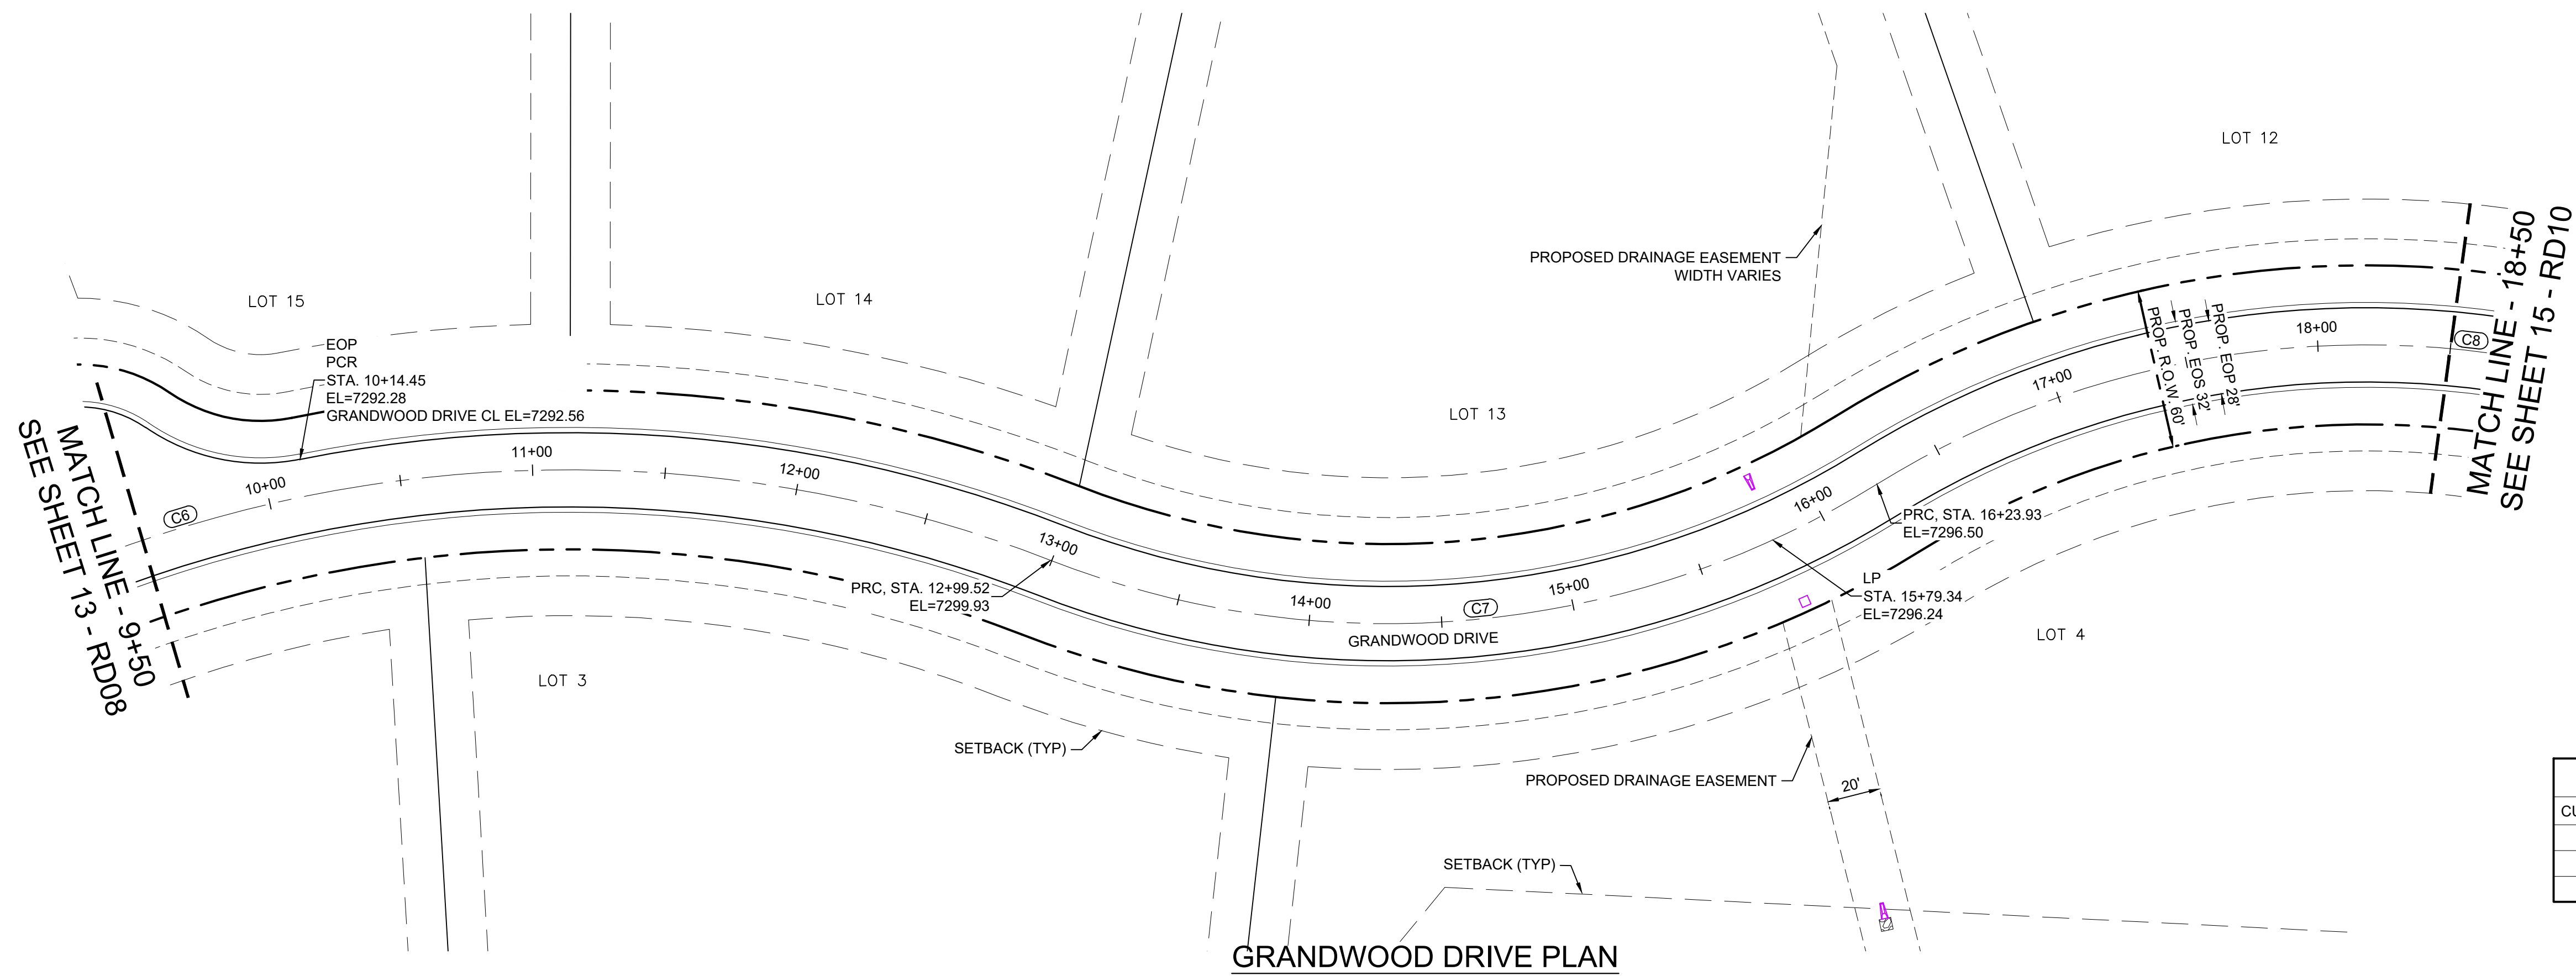 LOT 12
LOT 15
LOT 14
LOT 13
PROPOSED DRAINAGE EASEMENT
WIDTH VARIES
EOP
PCR
STA. 10+14.45
EL=7292.28
GRANDWOOD DRIVE CL EL=7292.56
MATCH LINE - 9+50
SEE SHEET 13 - RD08
C6
10+00
11+00
12+00
13+00
PRC, STA. 12+99.52
EL=7299.93
14+00
C7
15+00
GRANDWOOD DRIVE
16+00
PRC, STA. 16+23.93
EL=7296.50
LP
STA. 15+79.34
EL=7296.24
17+00
PROP. R.O.W. 60'
PROP. EOS 32'
PROP. EOP 28'
18+00
C8
MATCH LINE - 18+50
SEE SHEET 15 - RD10
LOT 3
LOT 4
SETBACK (TYP)
PROPOSED DRAINAGE EASEMENT
20'
SETBACK (TYP)
GRANDWOOD DRIVE PLAN